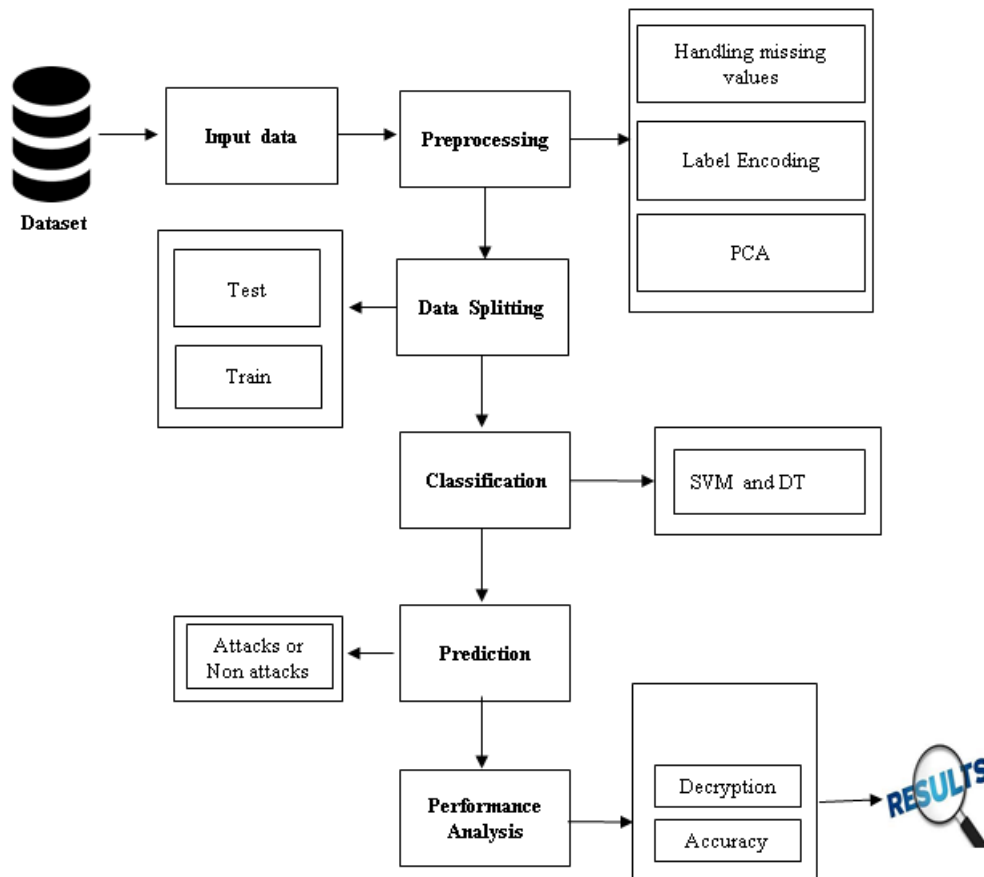 Handling missing
values
Input data
Preprocessing
Label Encoding
Dataset
PCA
Test
Data Splitting
Train
Classification
SVM and DT
Attacks or
Non attacks
Prediction
Performance
Analysis
Decryption
Accuracy
RESULTS